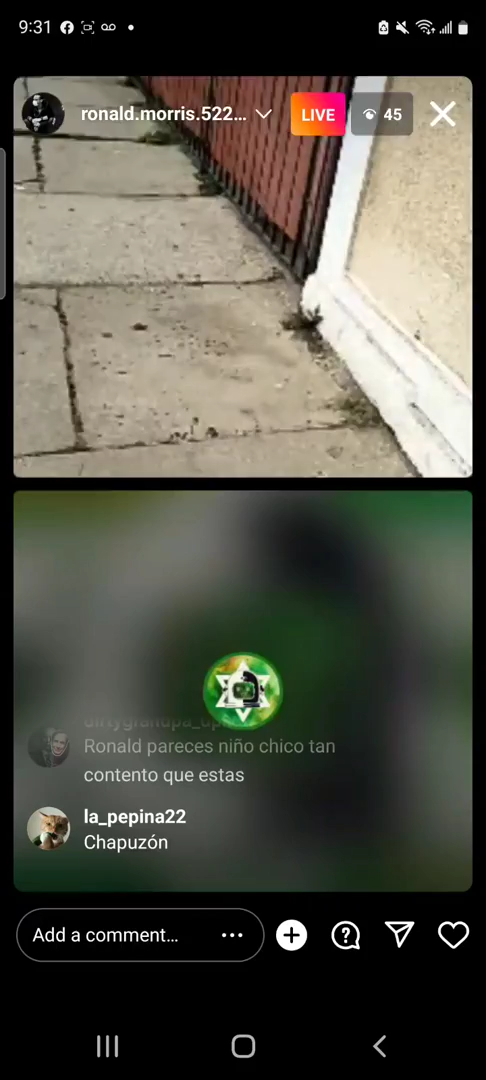 9:31
ronald.morris.522...
LIVE
45
Ronald pareces niño chico tan
contento que estas
la_pepina22
Chapuzón
Add a comment...